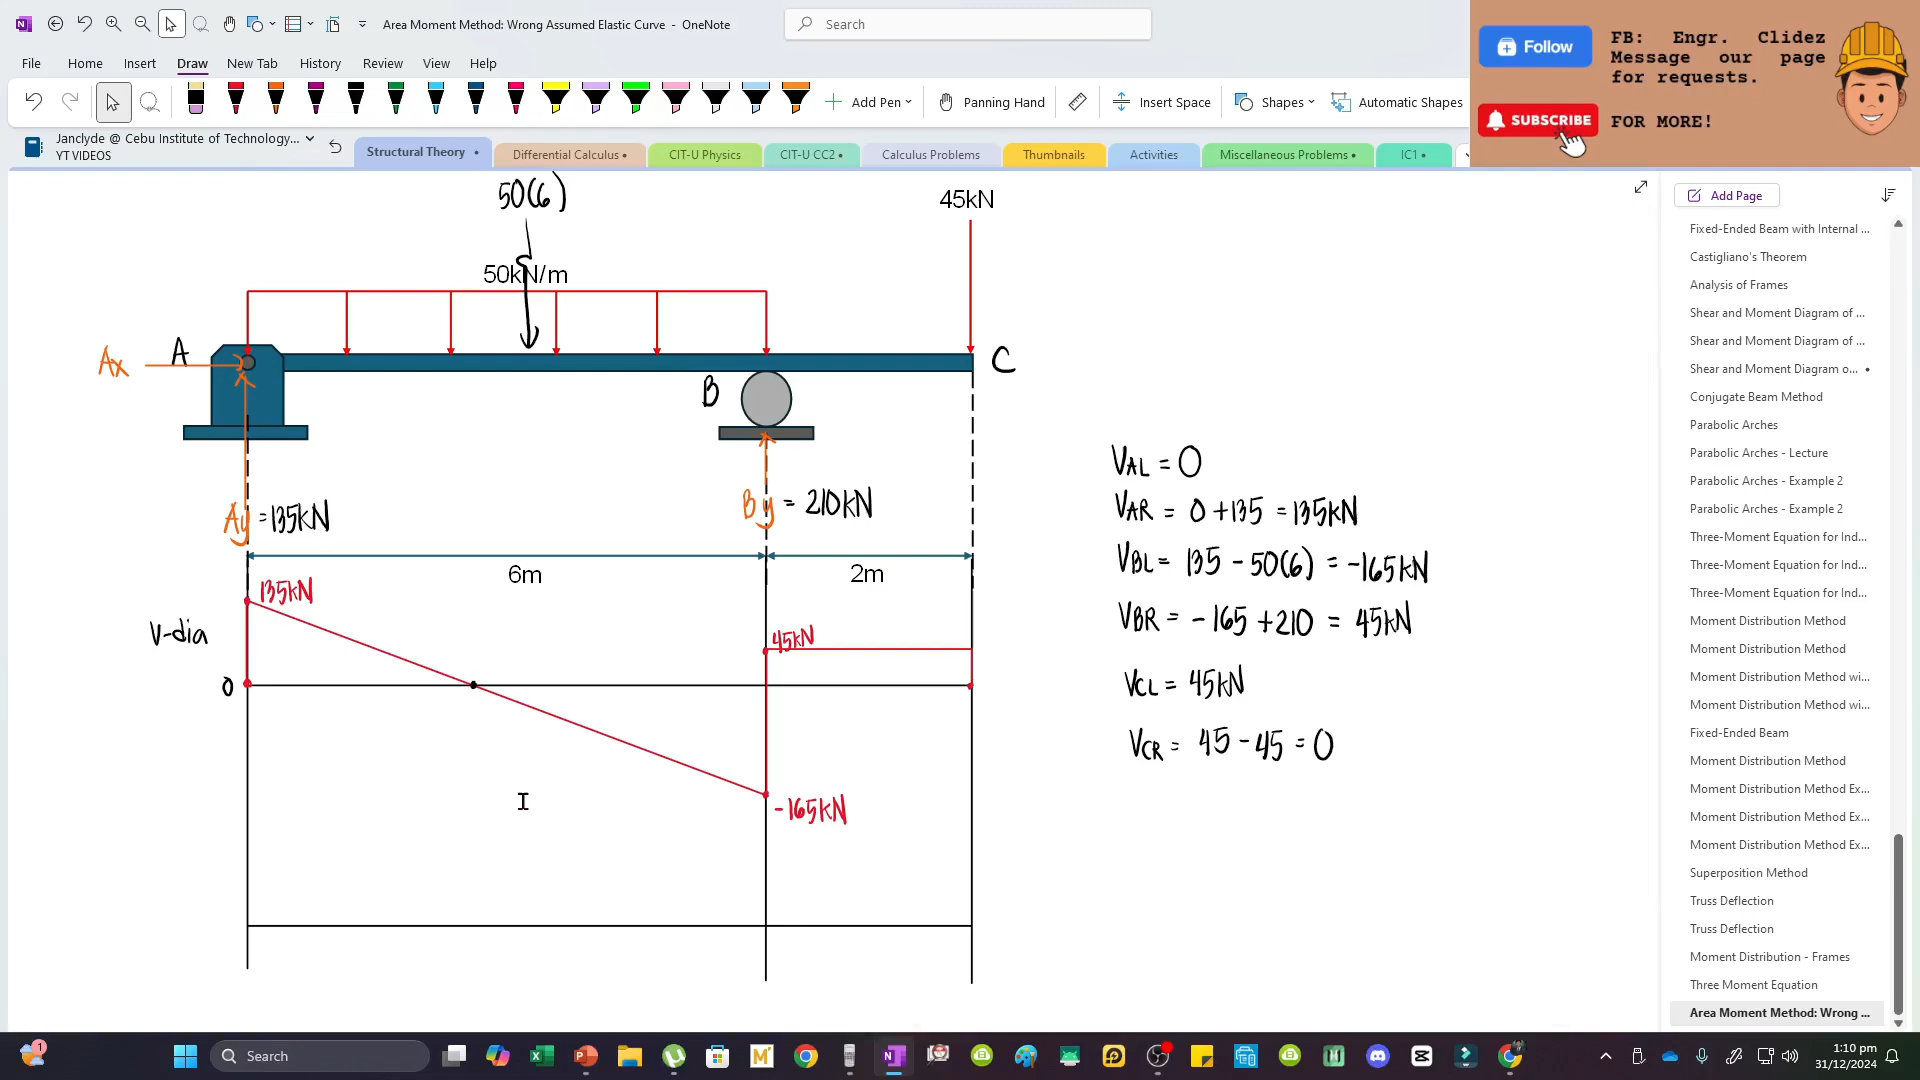 Area Moment Method: Wrong Assumed Elastic Curve - OneNote
Search
File Home Insert Draw New Tab History Review View Help
Add Pen
Panning Hand
Insert Space
Shapes
Automatic Shapes
Follow
FB: Engr. Clidez
Message our page
for requests.
SUBSCRIBE
FOR MORE!
Janclyde @ Cebu Institute of Technology...
YT VIDEOS
Structural Theory
Differential Calculus
CIT-U Physics
CIT-U CC2
Calculus Problems
Thumbnails
Activities
Miscellaneous Problems
IC1
50(6)
45kN
50kN/m
Ax
A
B
C
Ay = 135kN
By = 210kN
6m
2m
135kN
V-dia
0
45kN
-165kN
VAL = 0
VAR = 0 + 135 = 135kN
VBL = 135 - 50(6) = -165kN
VBR = -165 + 210 = 45kN
VCL = 45kN
VCR = 45 - 45 = 0
Add Page
Fixed-Ended Beam with Internal ...
Castigliano's Theorem
Analysis of Frames
Shear and Moment Diagram of ...
Shear and Moment Diagram of ...
Shear and Moment Diagram o...
Conjugate Beam Method
Parabolic Arches
Parabolic Arches - Lecture
Parabolic Arches - Example 2
Parabolic Arches - Example 2
Three-Moment Equation for Ind...
Three-Moment Equation for Ind...
Three-Moment Equation for Ind...
Moment Distribution Method
Moment Distribution Method
Moment Distribution Method wi...
Moment Distribution Method wi...
Fixed-Ended Beam
Moment Distribution Method
Moment Distribution Method Ex...
Moment Distribution Method Ex...
Moment Distribution Method Ex...
Superposition Method
Truss Deflection
Truss Deflection
Moment Distribution - Frames
Three Moment Equation
Area Moment Method: Wrong ...
1
Search
1:10 pm
31/12/2024